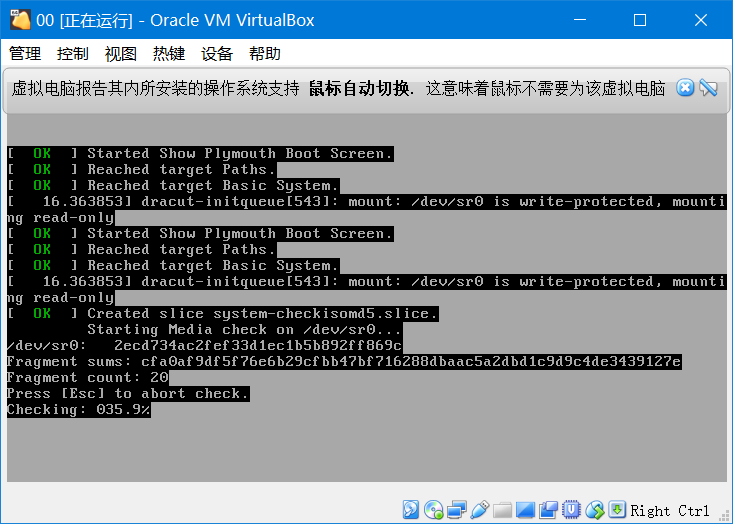 00 [正在运行] - Oracle VM VirtualBox
管理 控制 视图 热键 设备 帮助
虚拟电脑报告其内所安装的操作系统支持 鼠标自动切换. 这意味着鼠标不需要为该虚拟电脑
[  OK  ] Started Show Plymouth Boot Screen.
[  OK  ] Reached target Paths.
[  OK  ] Reached target Basic System.
[   16.363853] dracut-initqueue[543]: mount: /dev/sr0 is write-protected, mounti
ng read-only
[  OK  ] Started Show Plymouth Boot Screen.
[  OK  ] Reached target Paths.
[  OK  ] Reached target Basic System.
[   16.363853] dracut-initqueue[543]: mount: /dev/sr0 is write-protected, mounti
ng read-only
[  OK  ] Created slice system-checkisomd5.slice.
Starting Media check on /dev/sr0...
/dev/sr0:   2ecd734ac2fef33d1ec1b5b892ff869c
Fragment sums: cfa0af9df5f76e6b29cfbb47bf716288dbaac5a2dbd1c9d9c4de3439127e
Fragment count: 20
Press [Esc] to abort check.
Checking: 035.9%
Right Ctrl